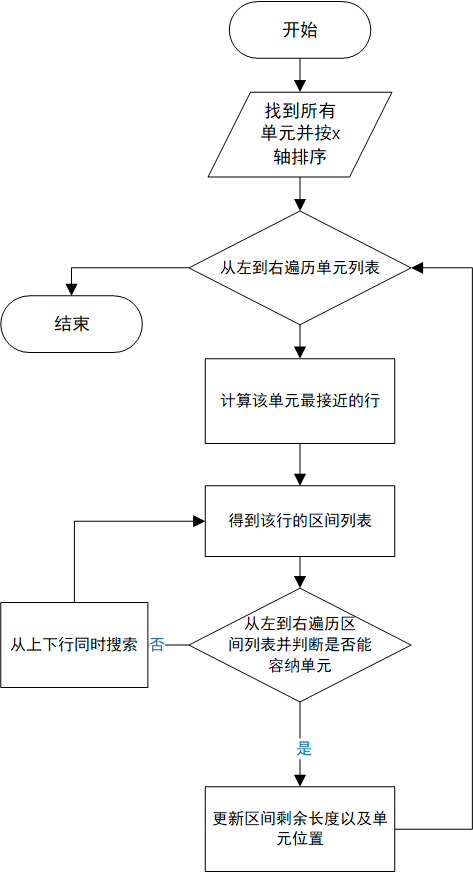 开始
找到所有
单元并按x
轴排序
从左到右遍历单元列表
结束
计算该单元最接近的行
得到该行的区间列表
从左到右遍历区
间列表并判断是否能
容纳单元
从上下行同时搜索
否
是
更新区间剩余长度以及单
元位置